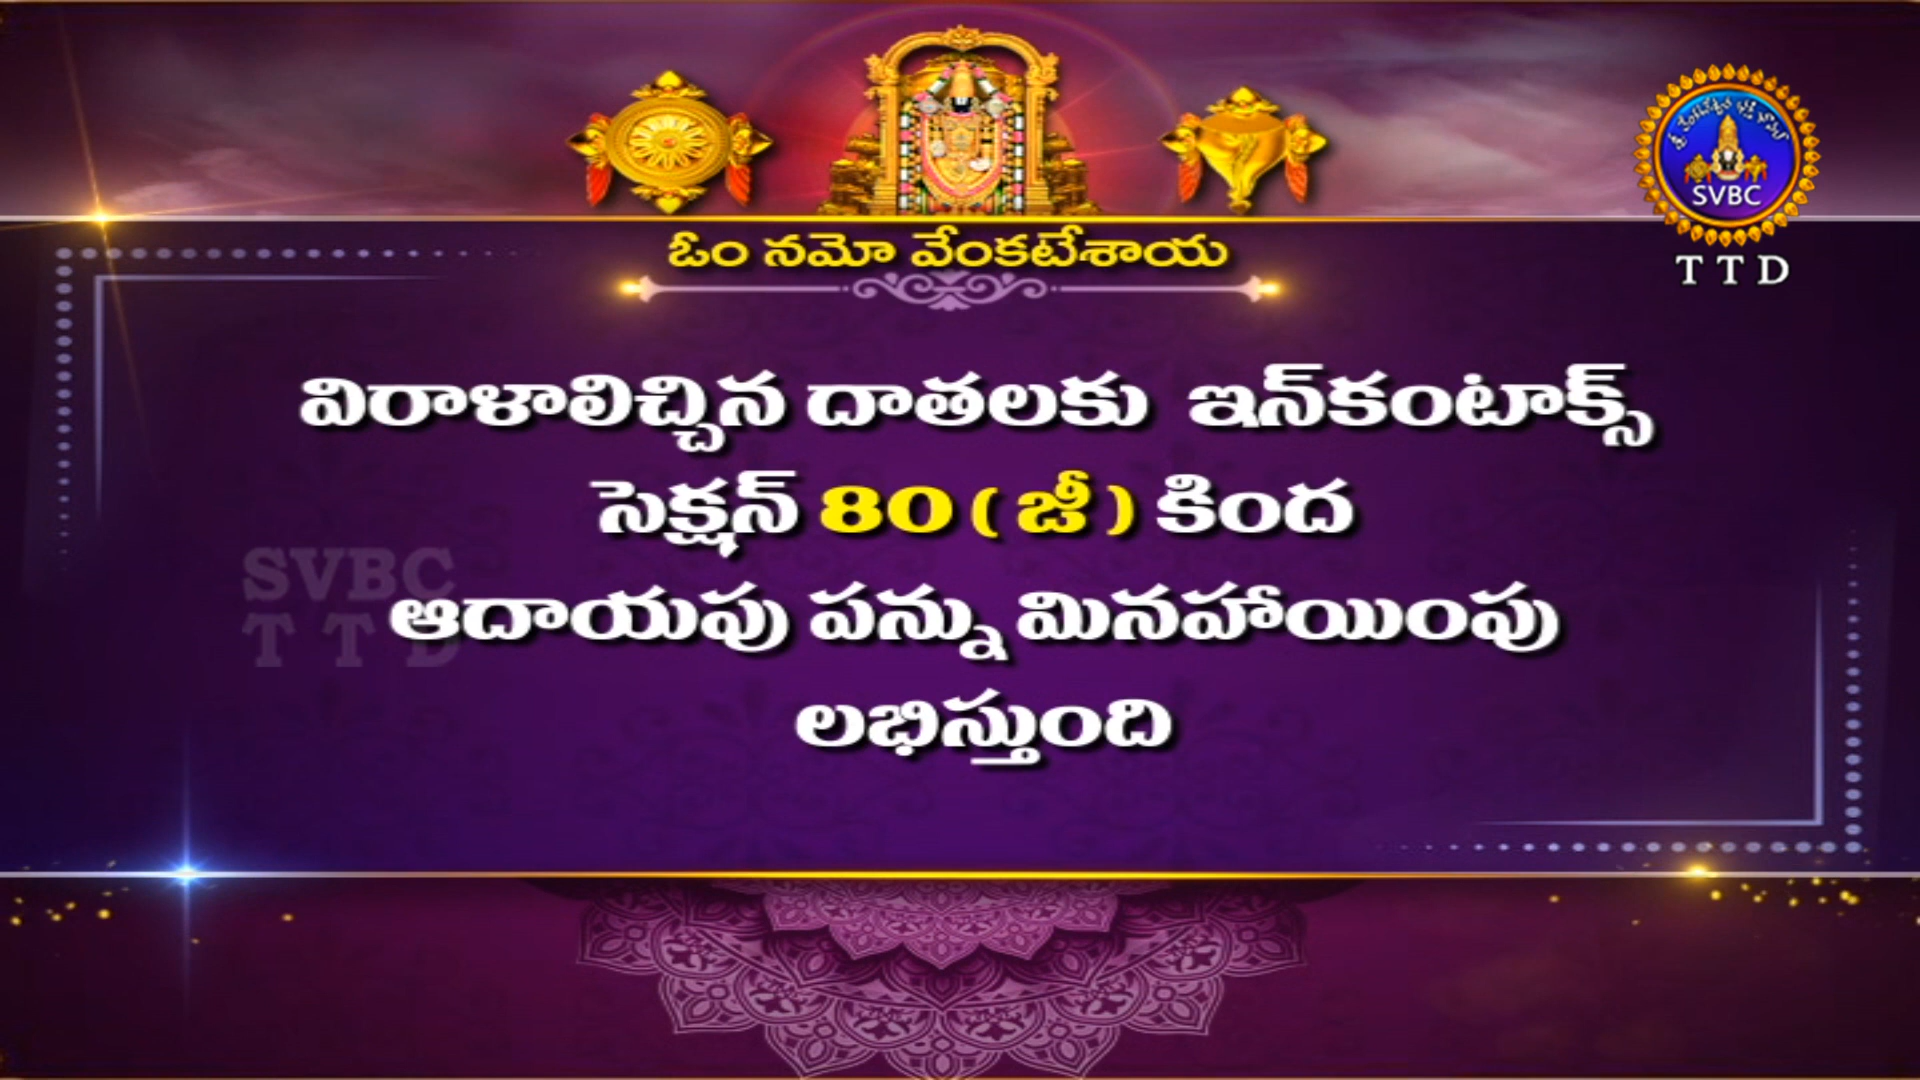 ఓం నమో వేంకటేశాయ
SVBC
TTD
విరాళాలిచ్చిన దాతలకు ఇన్‌కంటాక్స్
సెక్షన్ 80 ( జీ ) కింద
ఆదాయపు పన్ను మినహాయింపు
లభిస్తుంది
SVBC
TTD